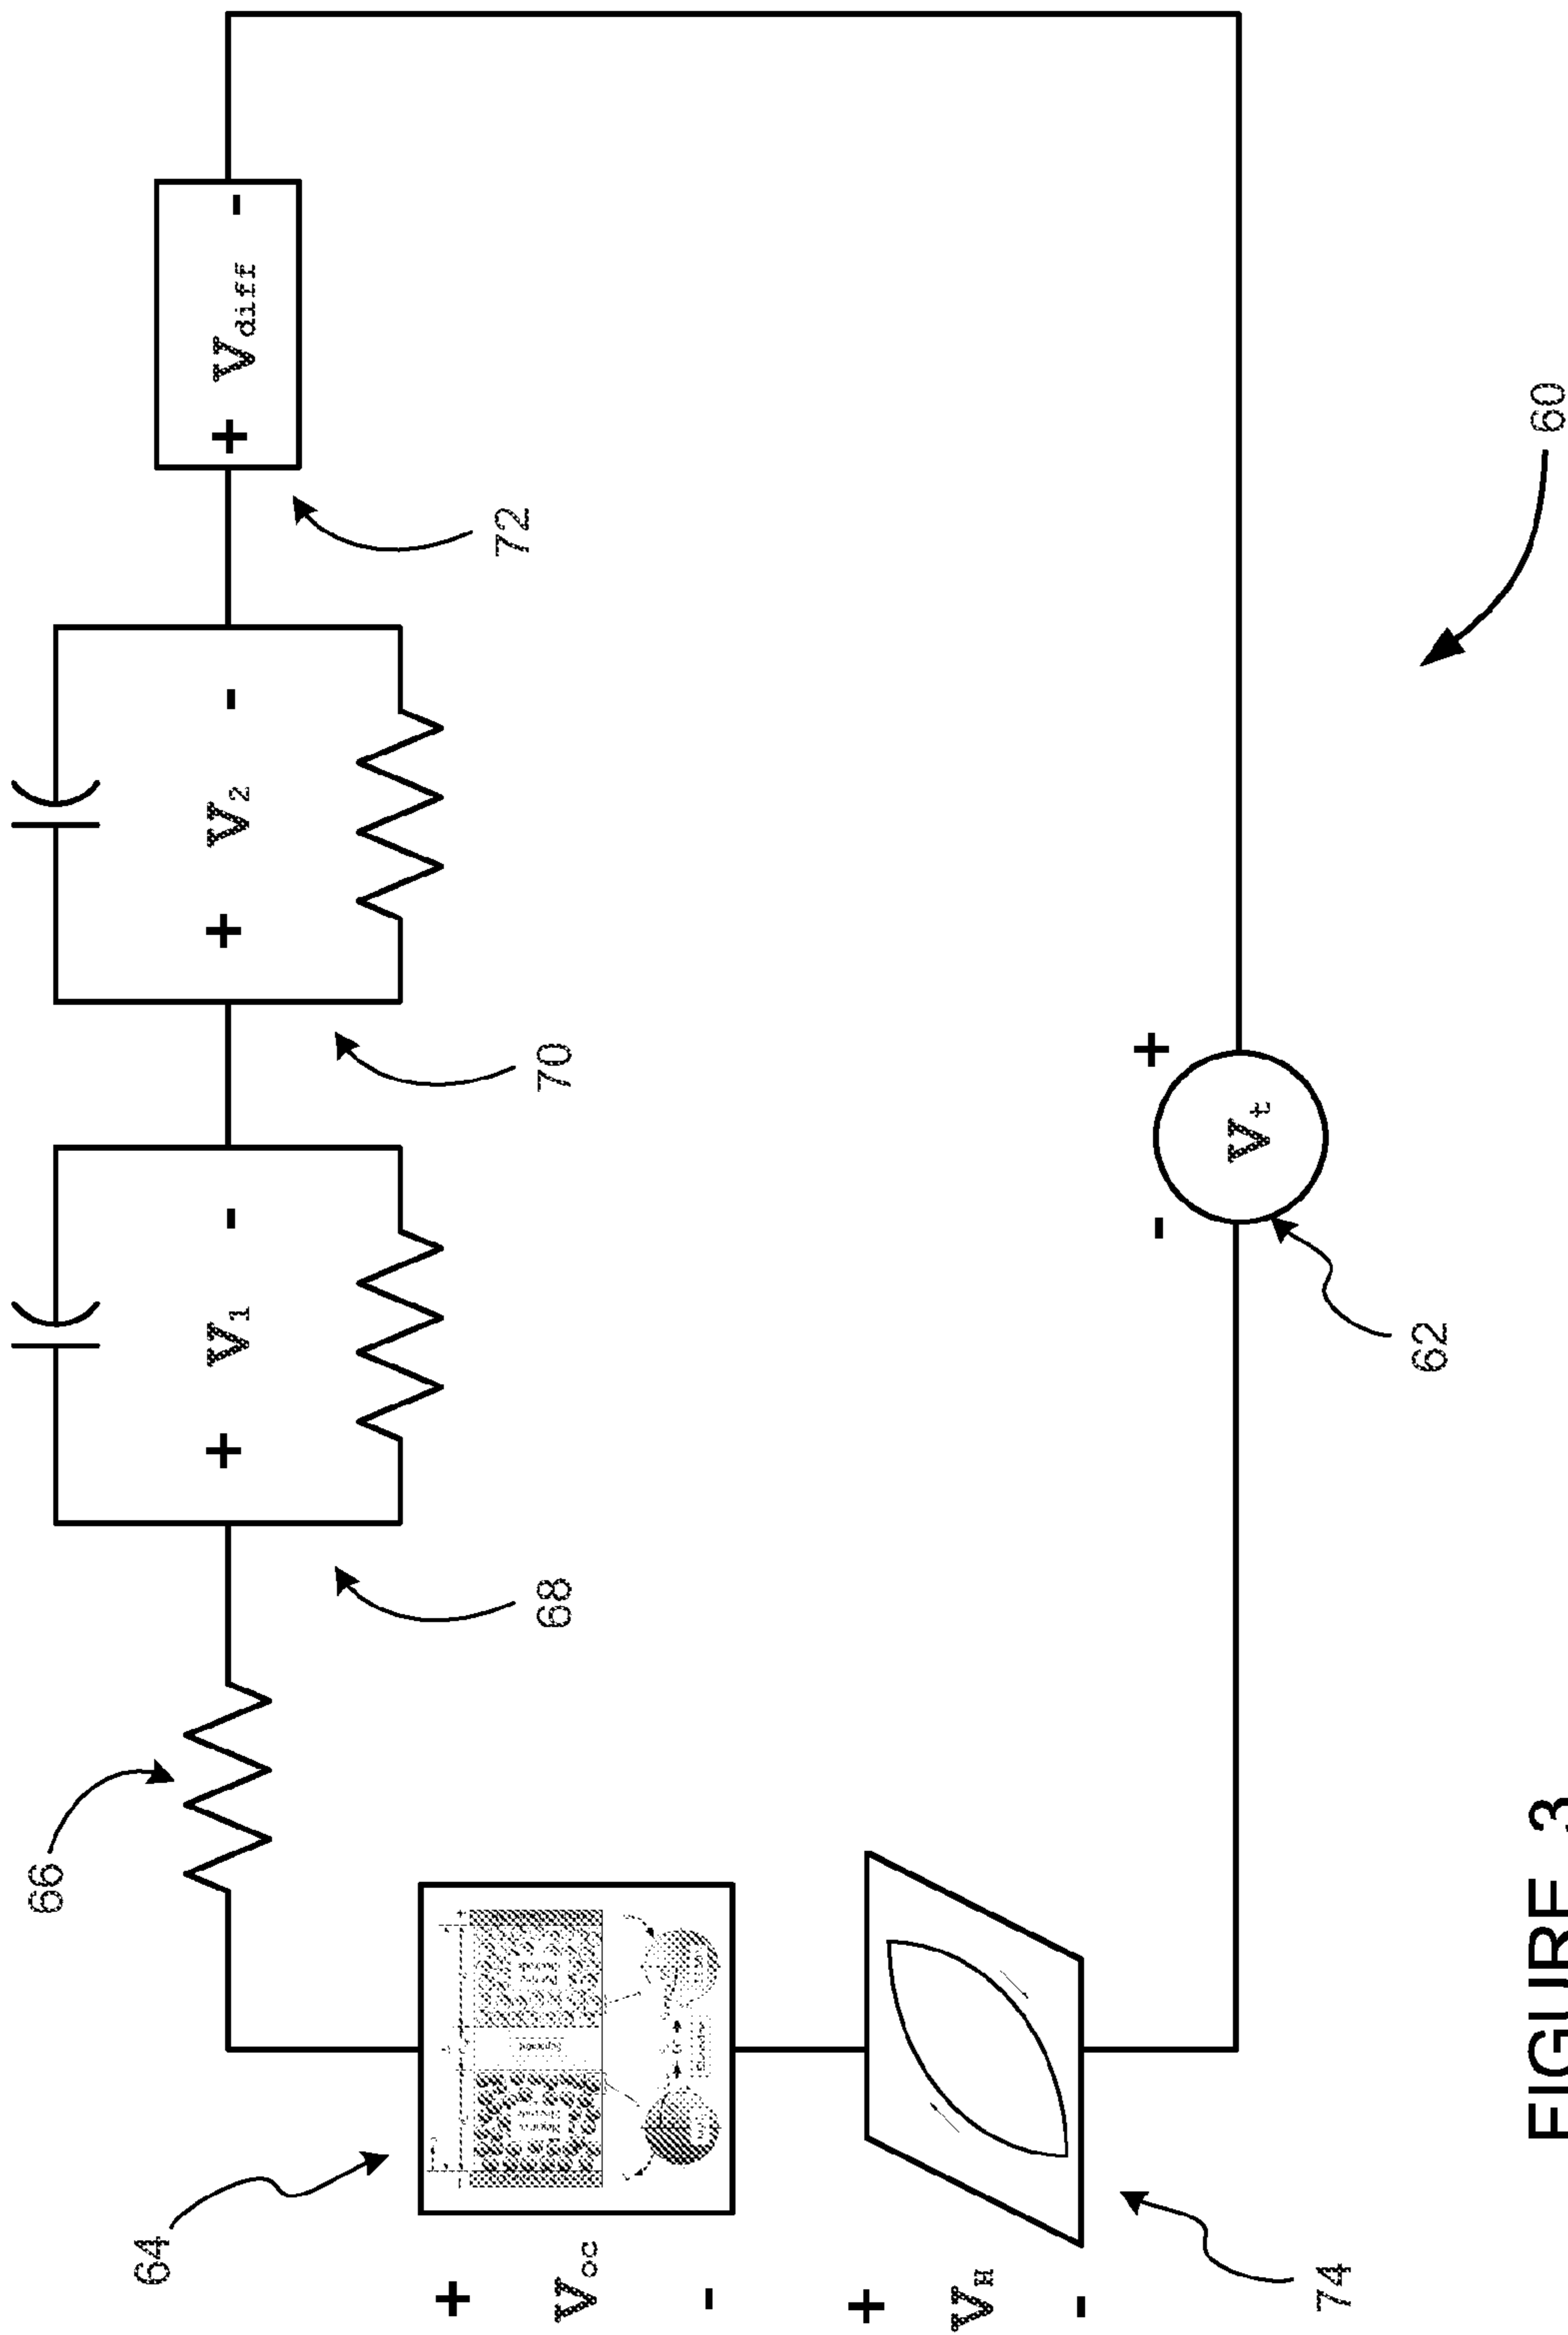 66
64
+
V_oc
-
+
V_H
-
74
68
+ V_1 -
70
+ V_2 -
72
+ V_diff -
62
-
V_t
+
60
FIGURE 3